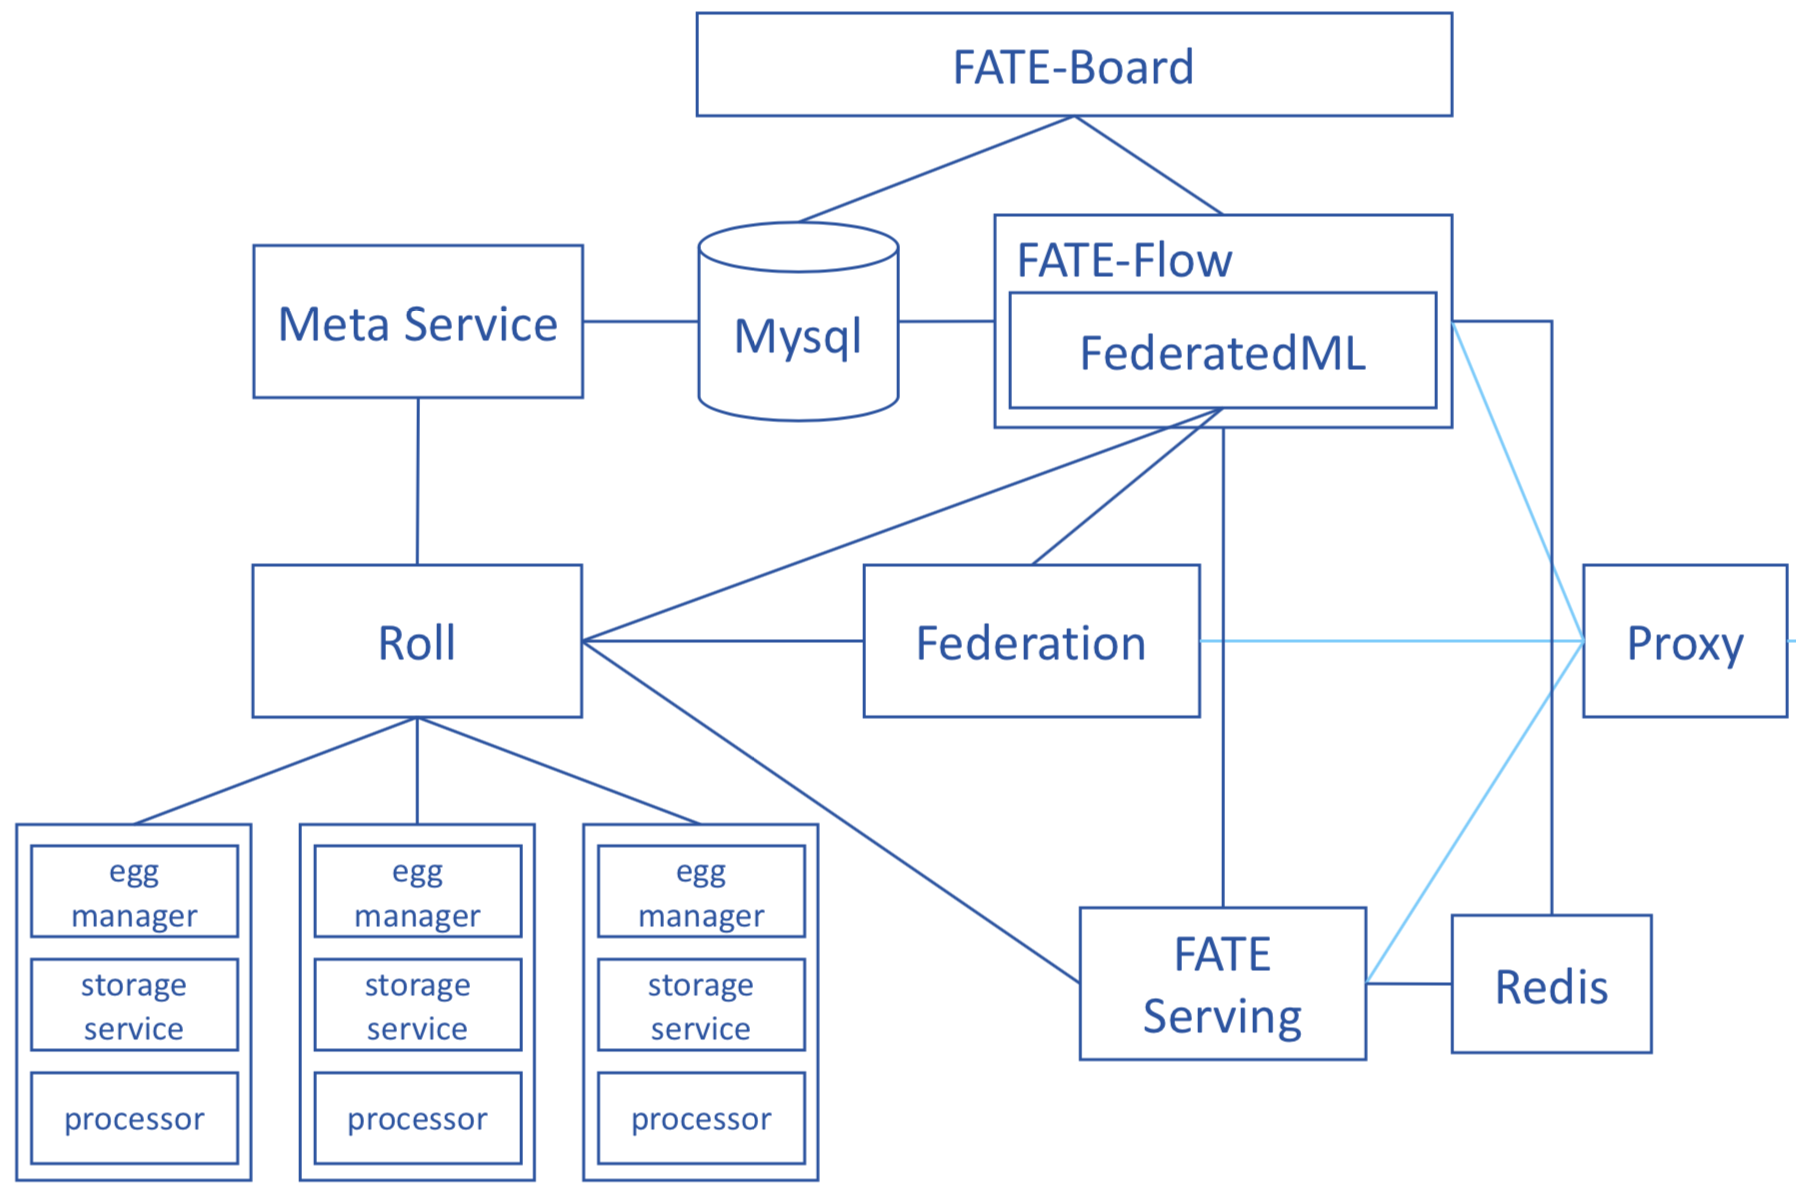 FATE-Board
FATE-Flow
Meta Service
Mysql
FederatedML
Roll
Federation
Proxy
egg
manager
storage
service
processor
egg
manager
storage
service
processor
egg
manager
storage
service
processor
FATE
Serving
Redis